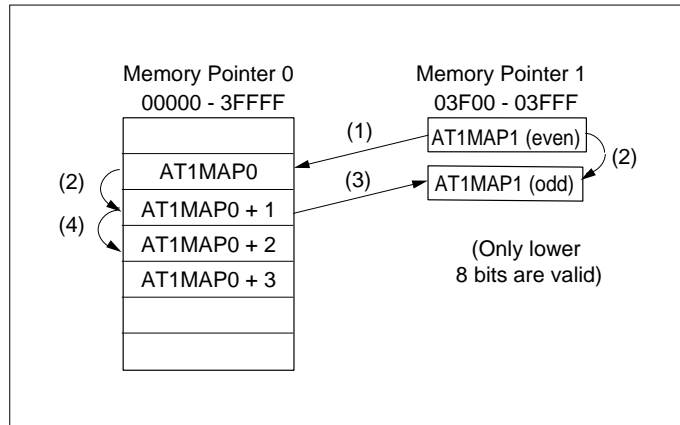 Memory Pointer 0
00000 - 3FFFF
Memory Pointer 1
03F00 - 03FFF
(1)
AT1MAP1 (even)
(2)
AT1MAP0
(2)
(3)
AT1MAP1 (odd)
AT1MAP0 + 1
(4)
AT1MAP0 + 2
AT1MAP0 + 3
(Only lower
8 bits are valid)